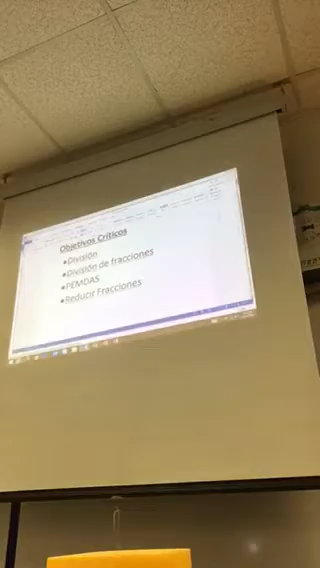 Objetivos Críticos
•División
•División de fracciones
•PEMDAS
•Reducir Fracciones